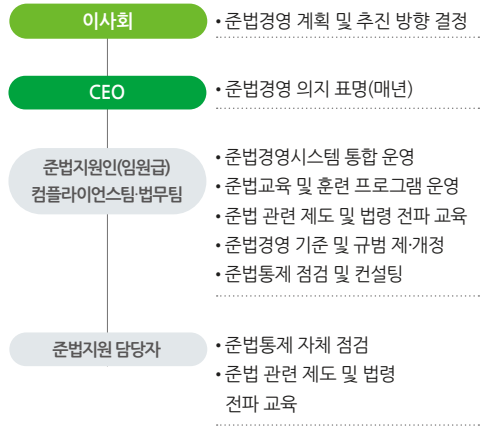 이사회
• 준법경영 계획 및 추진 방향 결정
CEO
• 준법경영 의지 표명(매년)
준법지원인(임원급)
컴플라이언스팀·법무팀
• 준법경영시스템 통합 운영
• 준법교육 및 훈련 프로그램 운영
• 준법 관련 제도 및 법령 전파 교육
• 준법경영 기준 및 규범 제·개정
• 준법통제 점검 및 컨설팅
준법지원 담당자
• 준법통제 자체 점검
• 준법 관련 제도 및 법령
전파 교육